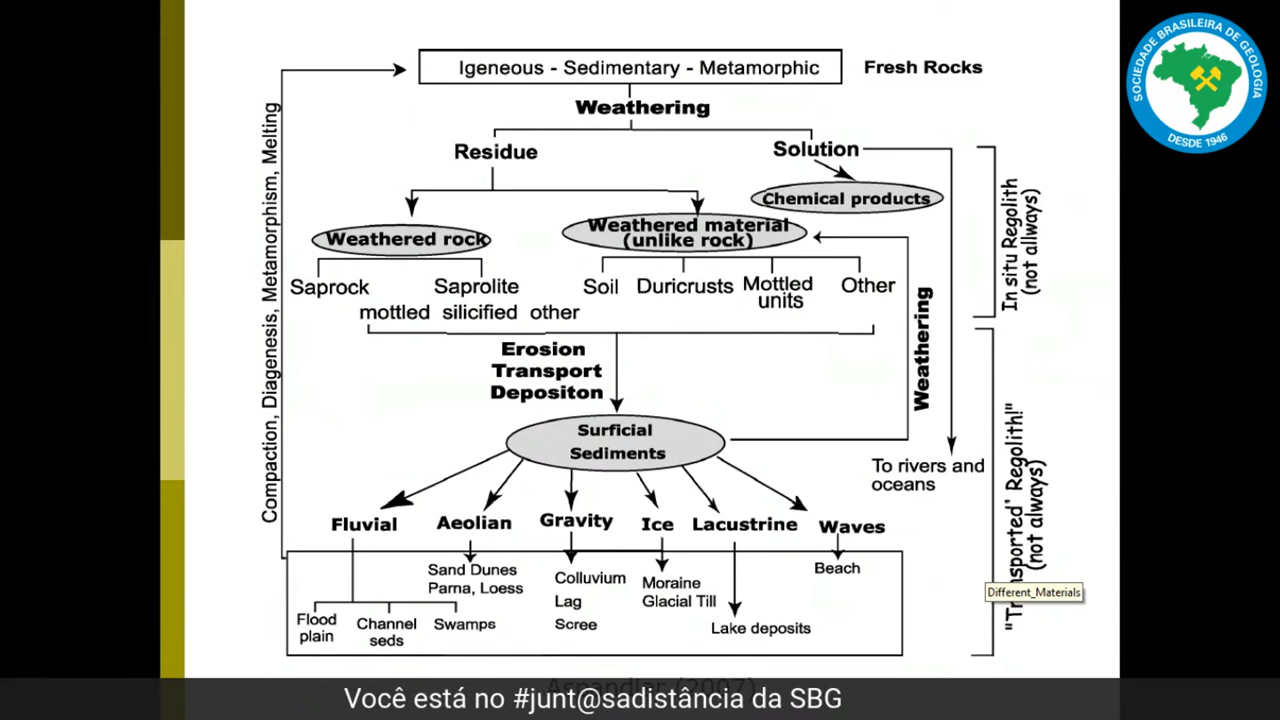 Igeneous - Sedimentary - Metamorphic
Fresh Rocks
Weathering
Residue
Solution
Chemical products
Weathered rock
Weathered material
(unlike rock)
Saprock
Saprolite
Soil
Duricrusts
Mottled
units
Other
mottled silicified other
Erosion
Transport
Depositon
Weathering
Surficial
Sediments
To rivers and
oceans
Fluvial
Aeolian
Gravity
Ice
Lacustrine
Waves
Flood
plain
Channel
seds
Swamps
Sand Dunes
Parna, Loess
Colluvium
Lag
Scree
Moraine
Glacial Till
Lake deposits
Beach
Compaction, Diagenesis, Metamorphism, Melting
In situ Regolith
(not allways)
(not always)
Different_Materials
SOCIEDADE BRASILEIRA DE GEOLOGIA
DESDE 1946
Você está no #junt@sadistância da SBG